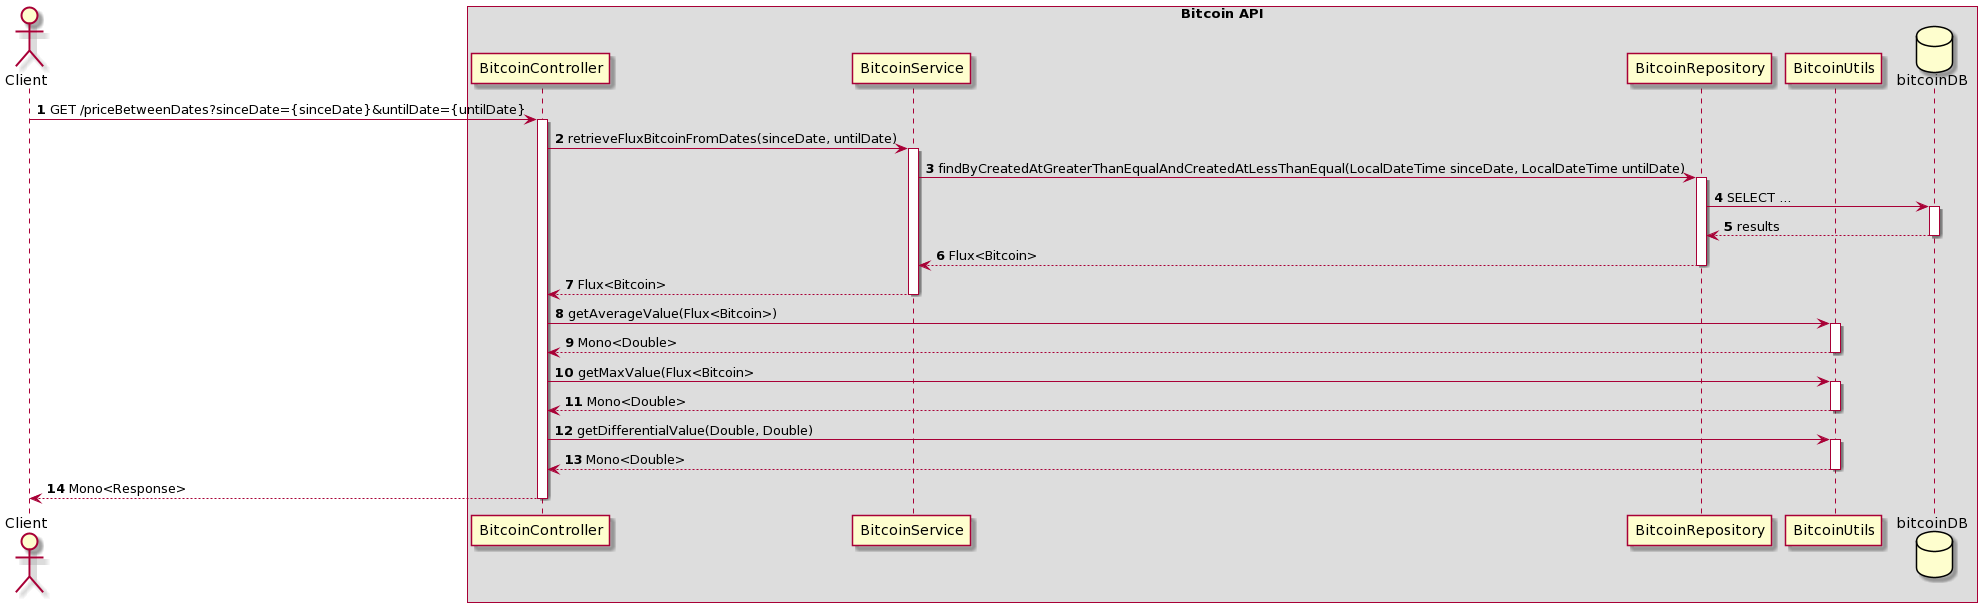 Bitcoin API
Client
BitcoinController
BitcoinService
BitcoinRepository
BitcoinUtils
bitcoinDB
1 GET /priceBetweenDates?sinceDate={sinceDate}&untilDate={untilDate}
2 retrieveFluxBitcoinFromDates(sinceDate, untilDate)
3 findByCreatedAtGreaterThanEqualAndCreatedAtLessThanEqual(LocalDateTime sinceDate, LocalDateTime untilDate)
4 SELECT ...
5 results
6 Flux<Bitcoin>
7 Flux<Bitcoin>
8 getAverageValue(Flux<Bitcoin>)
9 Mono<Double>
10 getMaxValue(Flux<Bitcoin>
11 Mono<Double>
12 getDifferentialValue(Double, Double)
13 Mono<Double>
14 Mono<Response>
Client
BitcoinController
BitcoinService
BitcoinRepository
BitcoinUtils
bitcoinDB